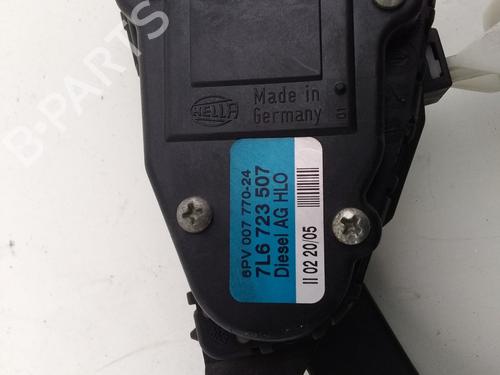 B-PARTS
HELLA
Made in
Germany
01
6PV 007 770-24
7L6 723 507
Diesel AG HLO
II 02 20/05